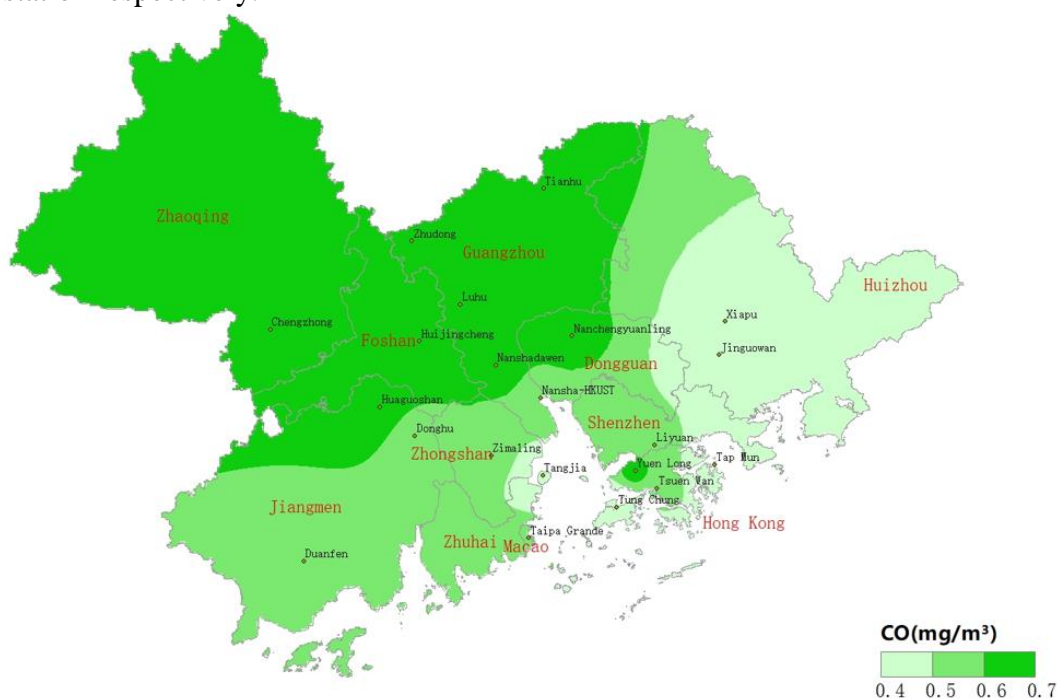 station respectively.
Tianhu
Zhaoqing
Zhudong
Guangzhou
Huizhou
Luhu
Xiapu
Chengzhong
Foshan
Huijingcheng
Nanchengyuanling
Jinguowan
Nanshadawen
Dongguan
Nansha-HKUST
Huaguoshan
Shenzhen
Donghu
Liyuan
Zhongshan
Zimaling
Yuen Long
Tap Mun
Tangjia
Tsuen Wan
Tung Chung
Jiangmen
Hong Kong
Taipa Grande
Zhuhai
Macao
Duanfen
CO(mg/m³)
0.4 0.5 0.6 0.7